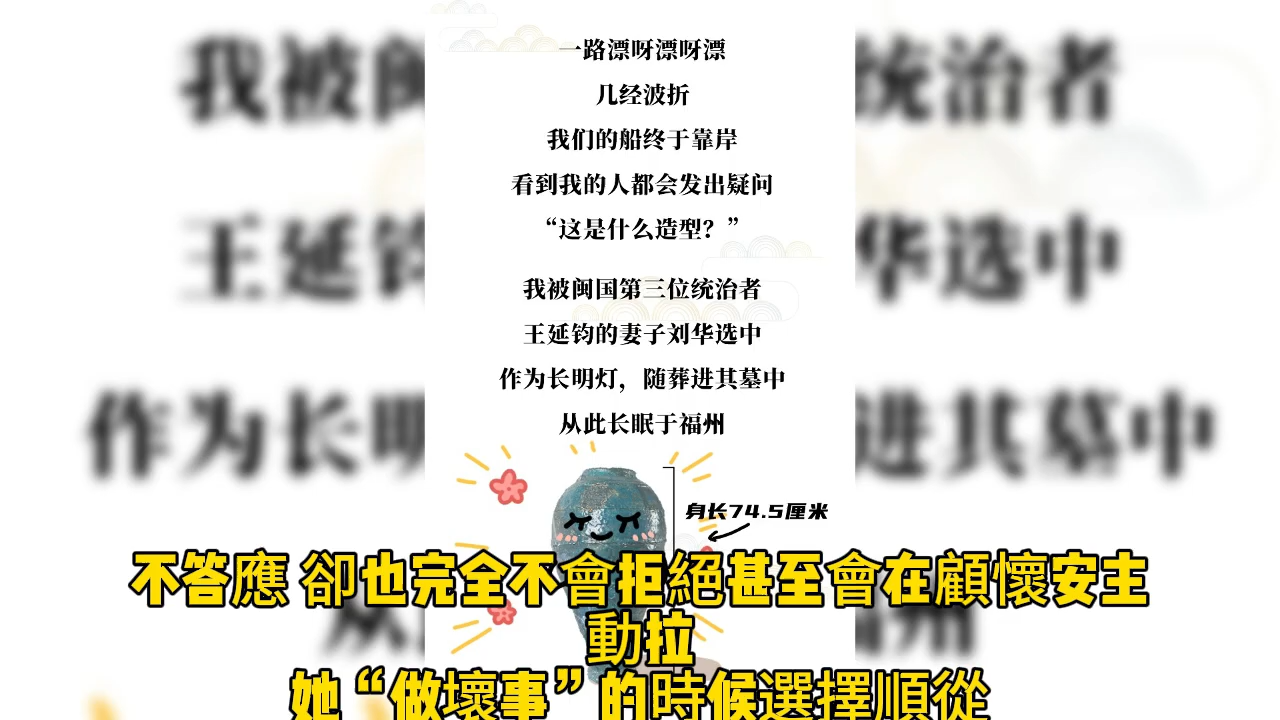 一路漂呀漂呀漂
几经波折
我们的船终于靠岸
看到我的人都会发出疑问
“这是什么造型？”
我被闽国第三位统治者
王延钧的妻子刘华选中
作为长明灯，随葬进其墓中
从此长眠于福州
身长74.5厘米
不答應 卻也完全不會拒絕甚至會在顧懷安主
動拉
她“做壞事”的時候選擇順從